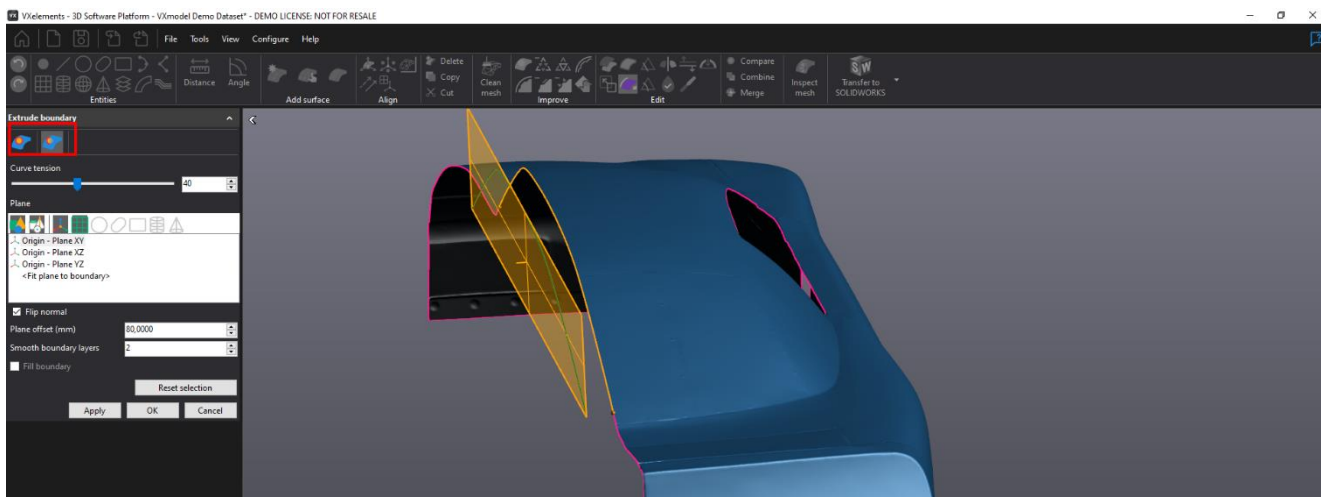 VXelements - 3D Software Platform - VXmodel Demo Dataset* - DEMO LICENSE: NOT FOR RESALE
File Tools View Configure Help
Entities
Distance
Angle
Add surface
Align
Delete
Copy
Cut
Clean mesh
Improve
Edit
Compare
Combine
Merge
Inspect mesh
Transfer to SOLIDWORKS
Extrude boundary
Curve tension
40
Plane
Origin - Plane XY
Origin - Plane XZ
Origin - Plane YZ
<Fit plane to boundary>
Flip normal
Plane offset (mm) 80,0000
Smooth boundary layers 2
Fill boundary
Reset selection
Apply OK Cancel